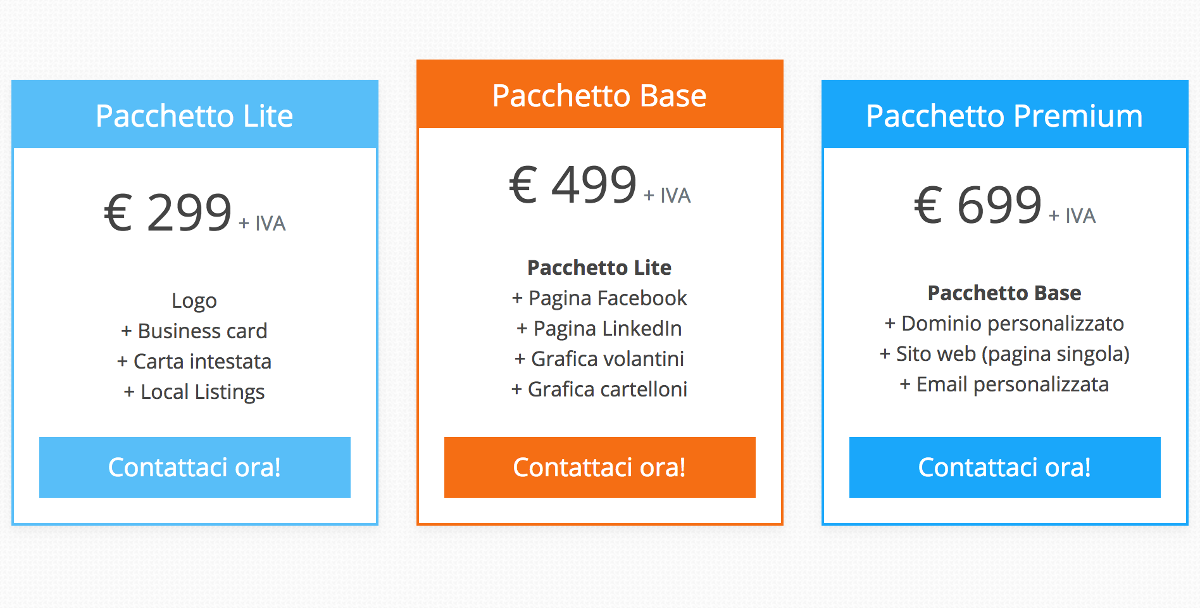 Pacchetto Lite
€ 299 + IVA
Logo
+ Business card
+ Carta intestata
+ Local Listings
Contattaci ora!
Pacchetto Base
€ 499 + IVA
Pacchetto Lite
+ Pagina Facebook
+ Pagina LinkedIn
+ Grafica volantini
+ Grafica cartelloni
Contattaci ora!
Pacchetto Premium
€ 699 + IVA
Pacchetto Base
+ Dominio personalizzato
+ Sito web (pagina singola)
+ Email personalizzata
Contattaci ora!